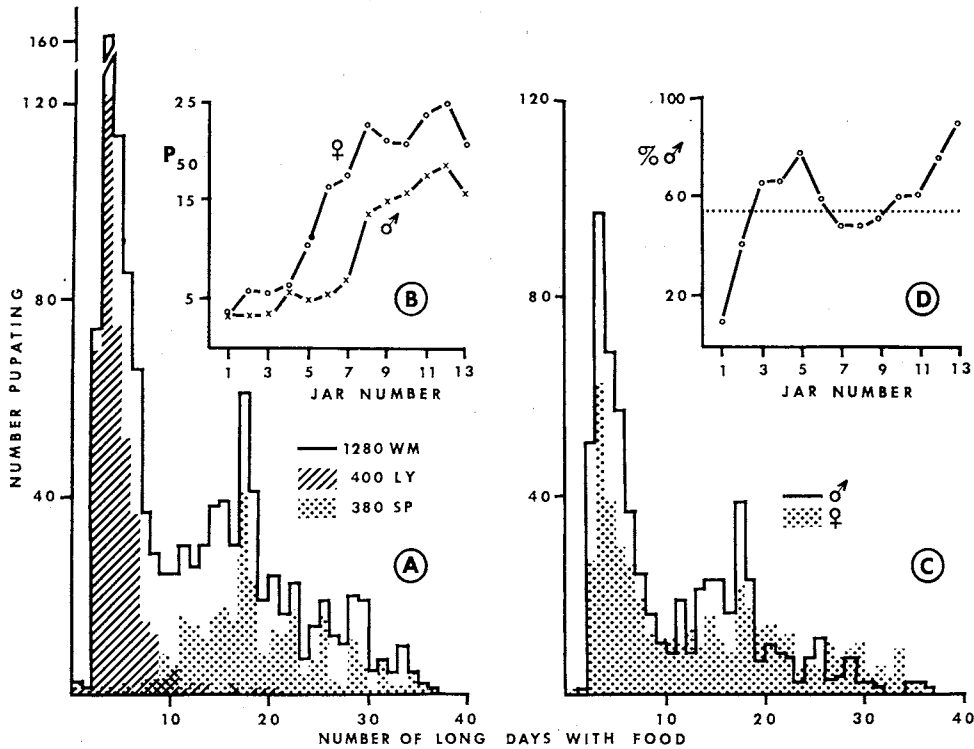 160
120
80
40
NUMBER PUPATING
25
P
50
15
5
♀
♂
B
1 3 5 7 9 11 13
JAR NUMBER
1280 WM
400 LY
380 SP
A
10 20 30 40
120
80
40
100
% ♂
60
20
D
1 3 5 7 9 11 13
JAR NUMBER
♂
♀
C
10 20 30 40
NUMBER OF LONG DAYS WITH FOOD